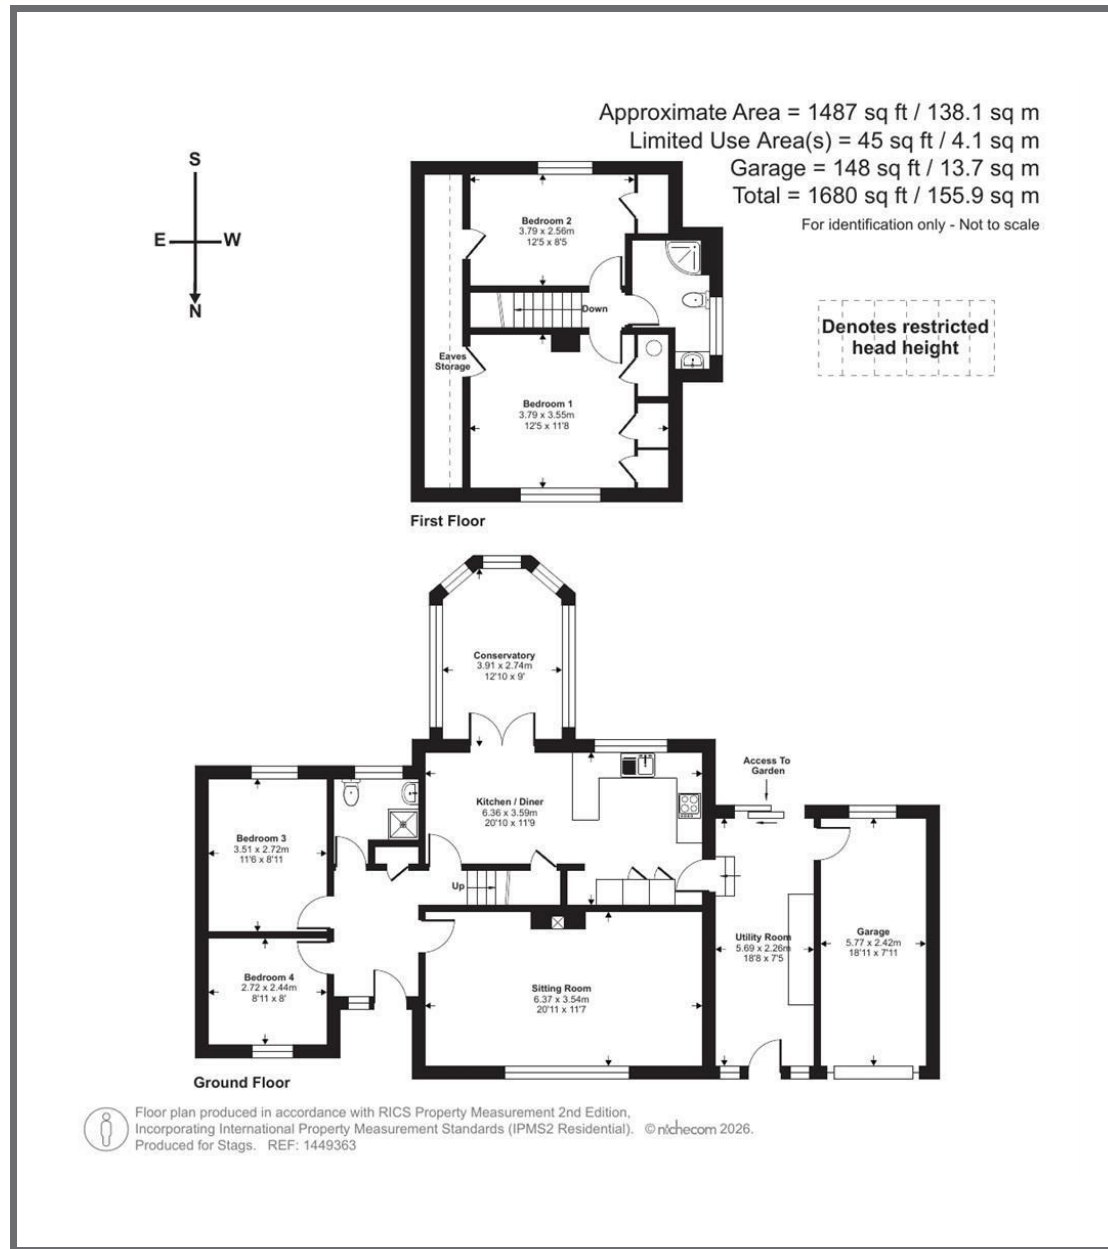 Approximate Area = 1487 sq ft / 138.1 sq m
Limited Use Area(s) = 45 sq ft / 4.1 sq m
Garage = 148 sq ft / 13.7 sq m
Total = 1680 sq ft / 155.9 sq m
For identification only - Not to scale
S
E
W
N
Denotes restricted
head height
Bedroom 2
3.79 x 2.56m
12'5 x 8'5
Down
Eaves
Storage
Bedroom 1
3.79 x 3.55m
12'5 x 11'8
First Floor
Conservatory
3.91 x 2.74m
12'10 x 9'
Access To
Garden
Kitchen / Diner
6.36 x 3.59m
20'10 x 11'9
Bedroom 3
3.51 x 2.72m
11'6 x 8'11
Up
Utility Room
5.69 x 2.26m
18'8 x 7'5
Garage
5.77 x 2.42m
18'11 x 7'11
Bedroom 4
2.72 x 2.44m
8'11 x 8'
Sitting Room
6.37 x 3.54m
20'11 x 11'7
Ground Floor
Floor plan produced in accordance with RICS Property Measurement 2nd Edition,
Incorporating International Property Measurement Standards (IPMS2 Residential). © nichecom 2026.
Produced for Stags. REF: 1449363